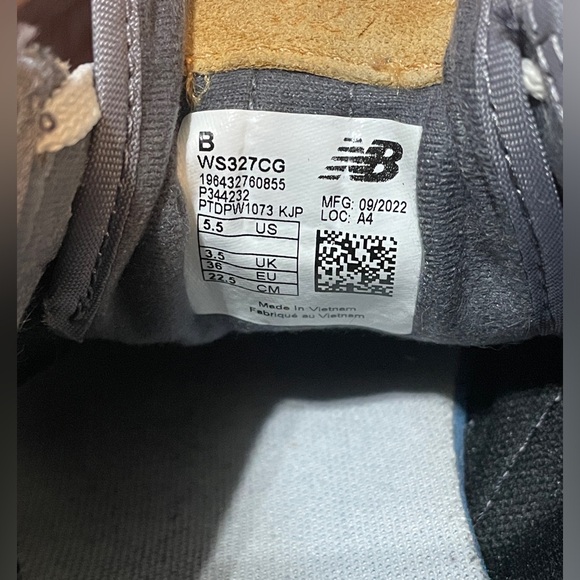 B
WS327CG
196432760855
P344232
PTDPW1073 KJP
5.5 US
3.5 UK
36 EU
22.5 CM
NB
MFG: 09/2022
LOC: A4
Made in Vietnam
Fabriqué au Vietnam